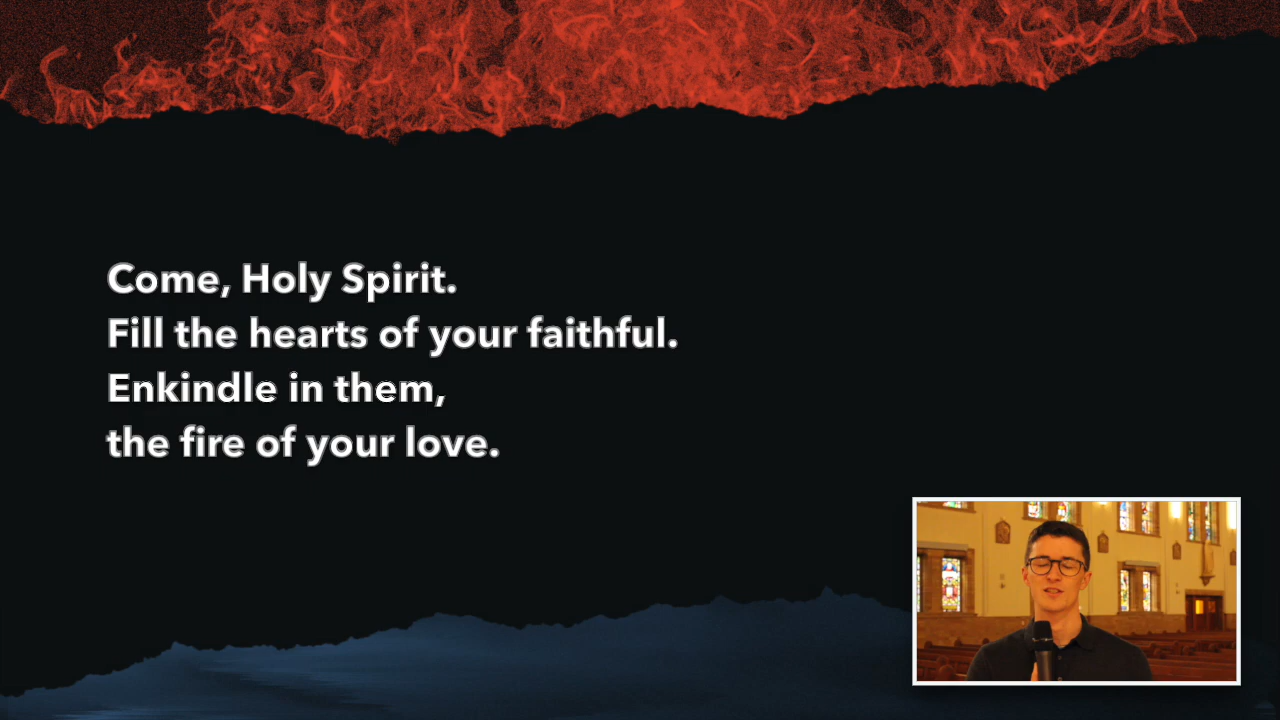 Come, Holy Spirit.
Fill the hearts of your faithful.
Enkindle in them,
the fire of your love.